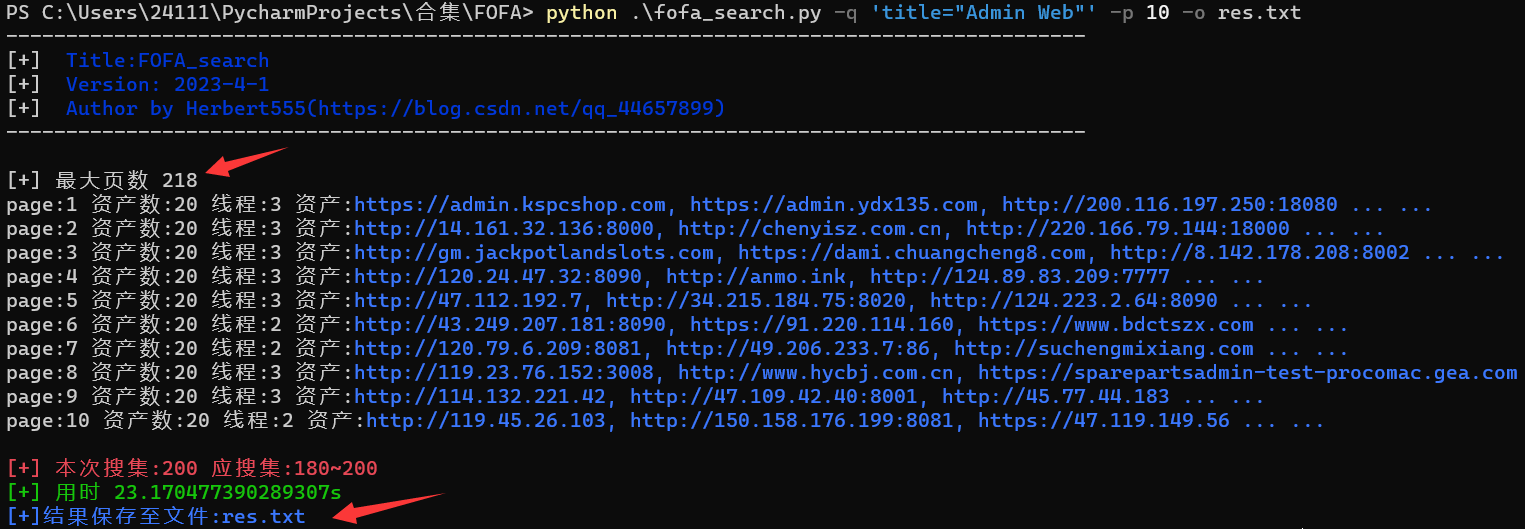 PS C:\Users\24111\PycharmProjects\合集\FOFA> python .\fofa_search.py -q 'title="Admin Web"' -p 10 -o res.txt
------------------------------------------------------------------------------------------
[+]  Title:FOFA_search
[+]  Version: 2023-4-1
[+]  Author by Herbert555(https://blog.csdn.net/qq_44657899)
------------------------------------------------------------------------------------------
[+] 最大页数 218
page:1 资产数:20 线程:3 资产:https://admin.kspcshop.com, https://admin.ydx135.com, http://200.116.197.250:18080 ... ...
page:2 资产数:20 线程:3 资产:http://14.161.32.136:8000, http://chenyisz.com.cn, http://220.166.79.144:18000 ... ...
page:3 资产数:20 线程:3 资产:http://gm.jackpotlandslots.com, https://dami.chuangcheng8.com, http://8.142.178.208:8002 ... ...
page:4 资产数:20 线程:3 资产:http://120.24.47.32:8090, http://anmo.ink, http://124.89.83.209:7777 ... ...
page:5 资产数:20 线程:3 资产:http://47.112.192.7, http://34.215.184.75:8020, http://124.223.2.64:8090 ... ...
page:6 资产数:20 线程:2 资产:http://43.249.207.181:8090, https://91.220.114.160, https://www.bdctszx.com ... ...
page:7 资产数:20 线程:2 资产:http://120.79.6.209:8081, http://49.206.233.7:86, http://suchengmixiang.com ... ...
page:8 资产数:20 线程:3 资产:http://119.23.76.152:3008, http://www.hycbj.com.cn, https://sparepartsadmin-test-procomac.gea.com
page:9 资产数:20 线程:3 资产:http://114.132.221.42, http://47.109.42.40:8001, http://45.77.44.183 ... ...
page:10 资产数:20 线程:2 资产:http://119.45.26.103, http://150.158.176.199:8081, https://47.119.149.56 ... ...
[+] 本次搜集:200 应搜集:180~200
[+] 用时 23.170477390289307s
[+]结果保存至文件:res.txt